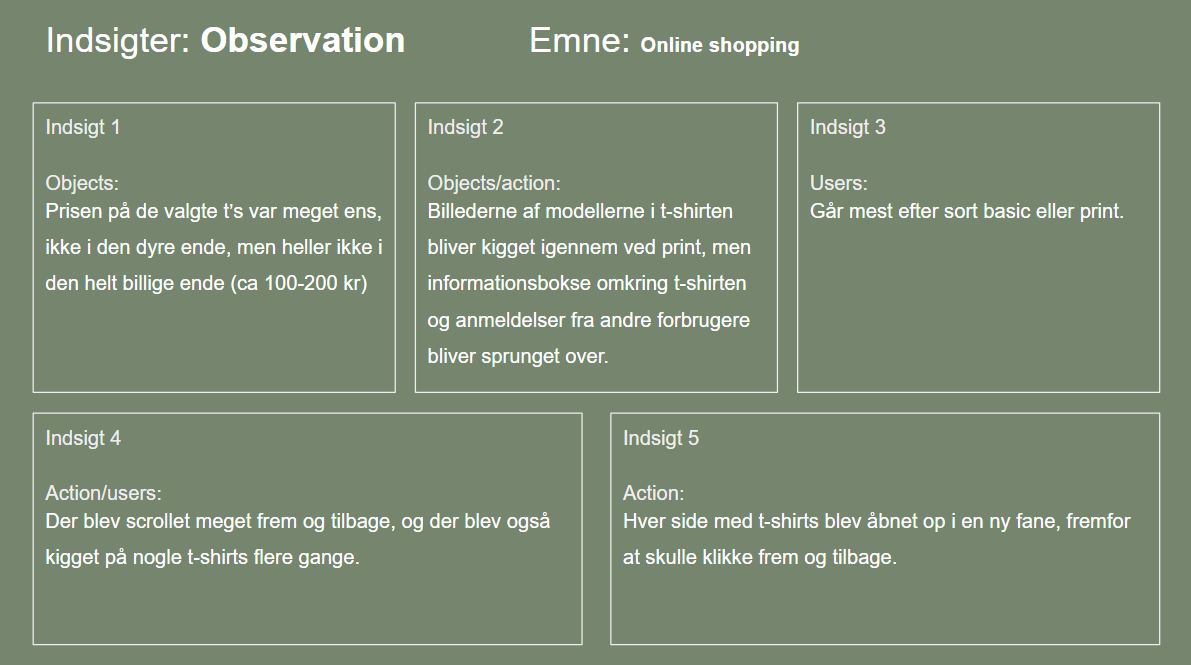 Indsigter: Observation
Emne: Online shopping
Indsigt 1
Objects:
Prisen på de valgte t’s var meget ens,
ikke i den dyre ende, men heller ikke i
den helt billige ende (ca 100-200 kr)
Indsigt 2
Objects/action:
Billederne af modellerne i t-shirten
bliver kigget igennem ved print, men
informationsbokse omkring t-shirten
og anmeldelser fra andre forbrugere
bliver sprunget over.
Indsigt 3
Users:
Går mest efter sort basic eller print.
Indsigt 4
Action/users:
Der blev scrollet meget frem og tilbage, og der blev også
kigget på nogle t-shirts flere gange.
Indsigt 5
Action:
Hver side med t-shirts blev åbnet op i en ny fane, fremfor
at skulle klikke frem og tilbage.